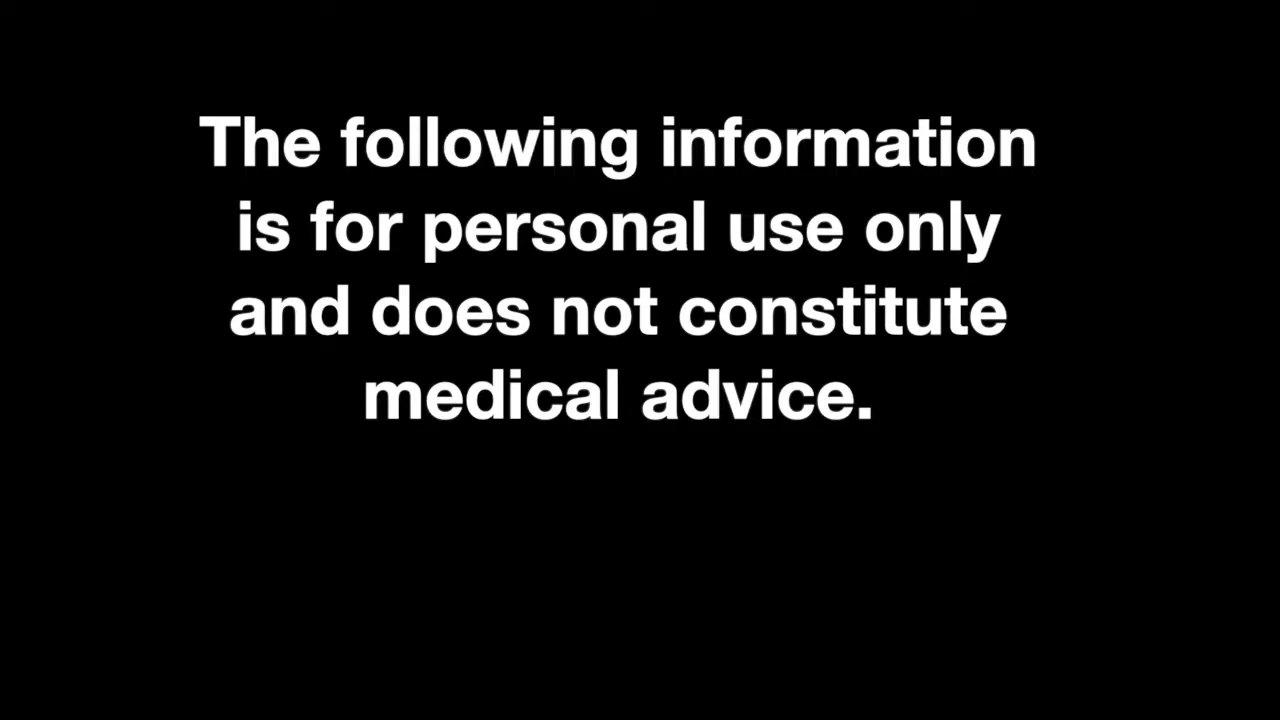 The following information
is for personal use only
and does not constitute
medical advice.